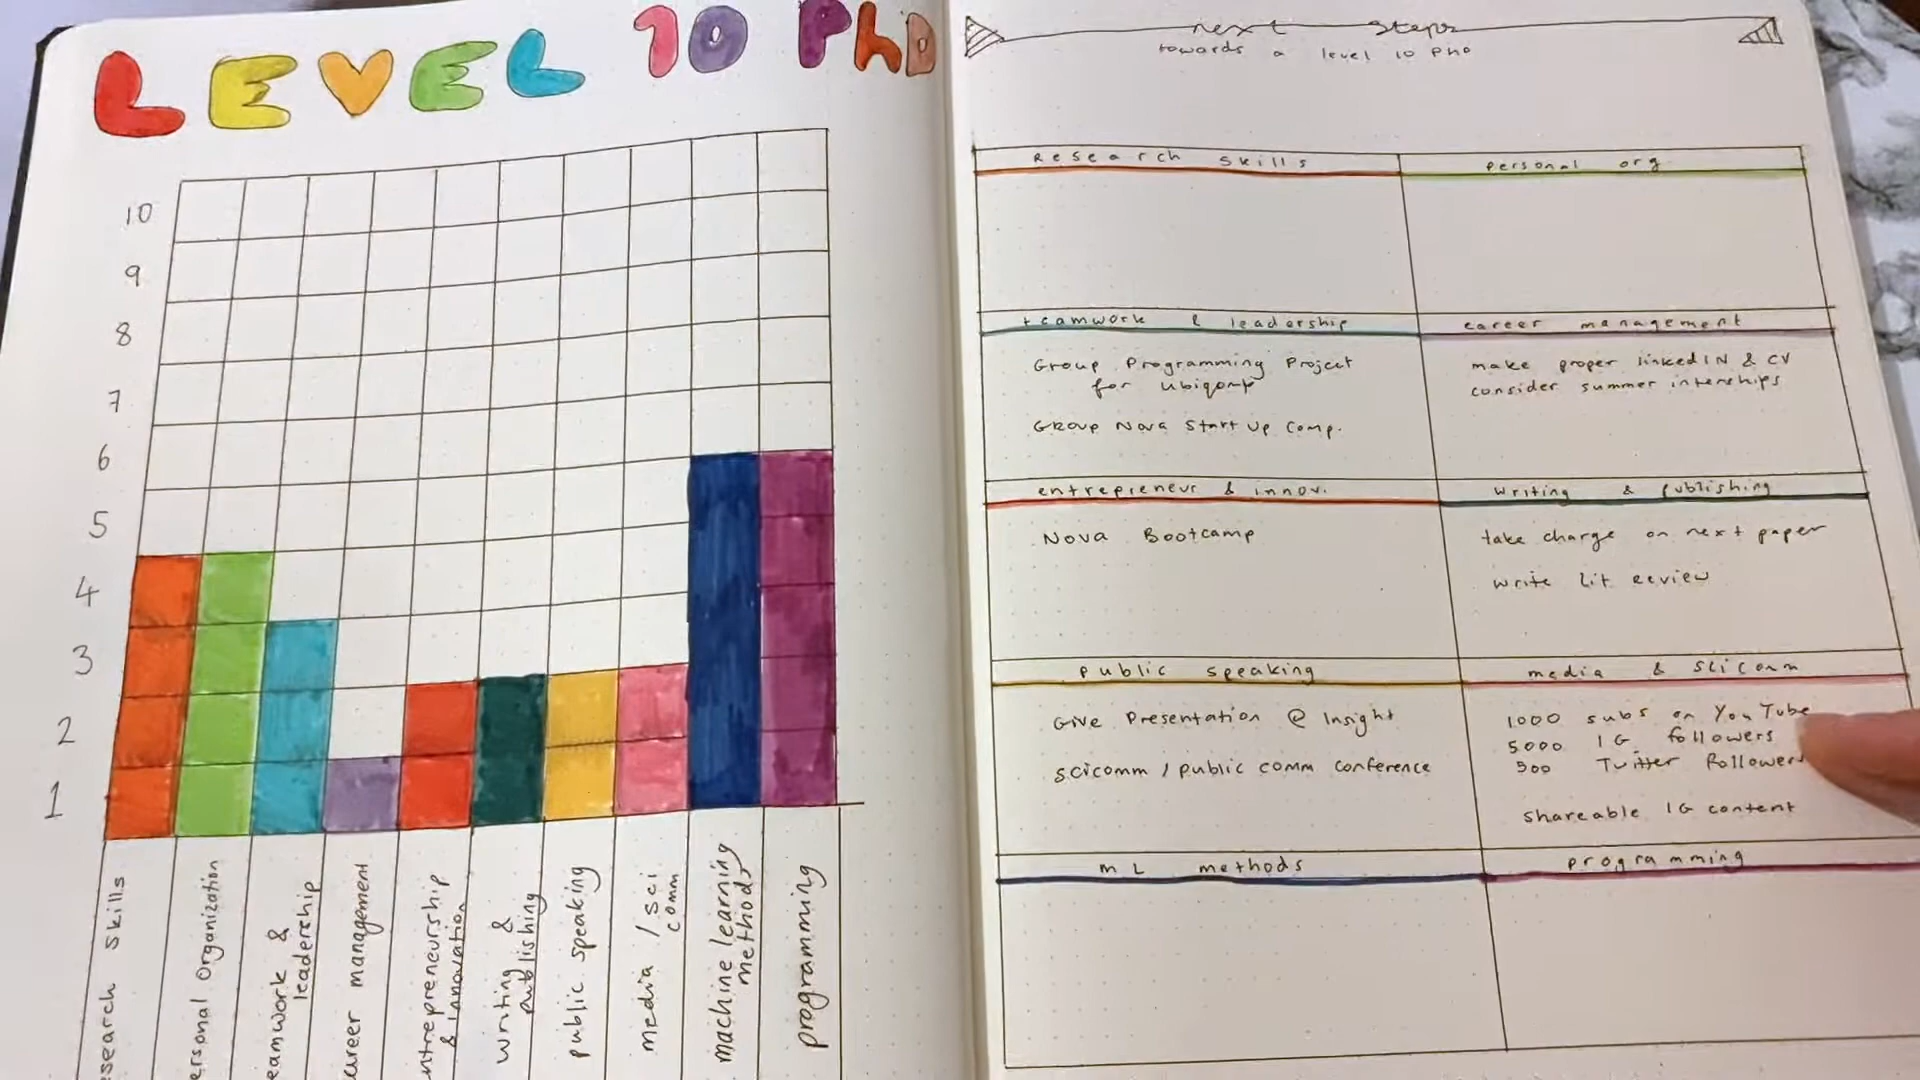 LEVEL 10 PhD
10
9
8
7
6
5
4
3
2
1
esearch skills
ersonal organization
eamwork &
leadership
career management
ntrepreneurship
& innovation
writing &
publishing
public speaking
media / sci
comm
machine learning
methods
programming
next steps
towards a level 10 PhD
Research skills
personal org
teamwork & leadership
Group Programming Project
for Ubiqomp
Group Nova Start Up Comp.
career management
make proper linkedIN & CV
consider summer internships
entrepreneur & innov.
Nova Bootcamp
writing & publishing
take charge on next paper
write lit review
public speaking
Give Presentation @ Insight
scicomm / public comm conference
media & scicomm
1000 subs on YouTube
5000 IG followers
500 Twitter followers
shareable IG content
ML methods
programming